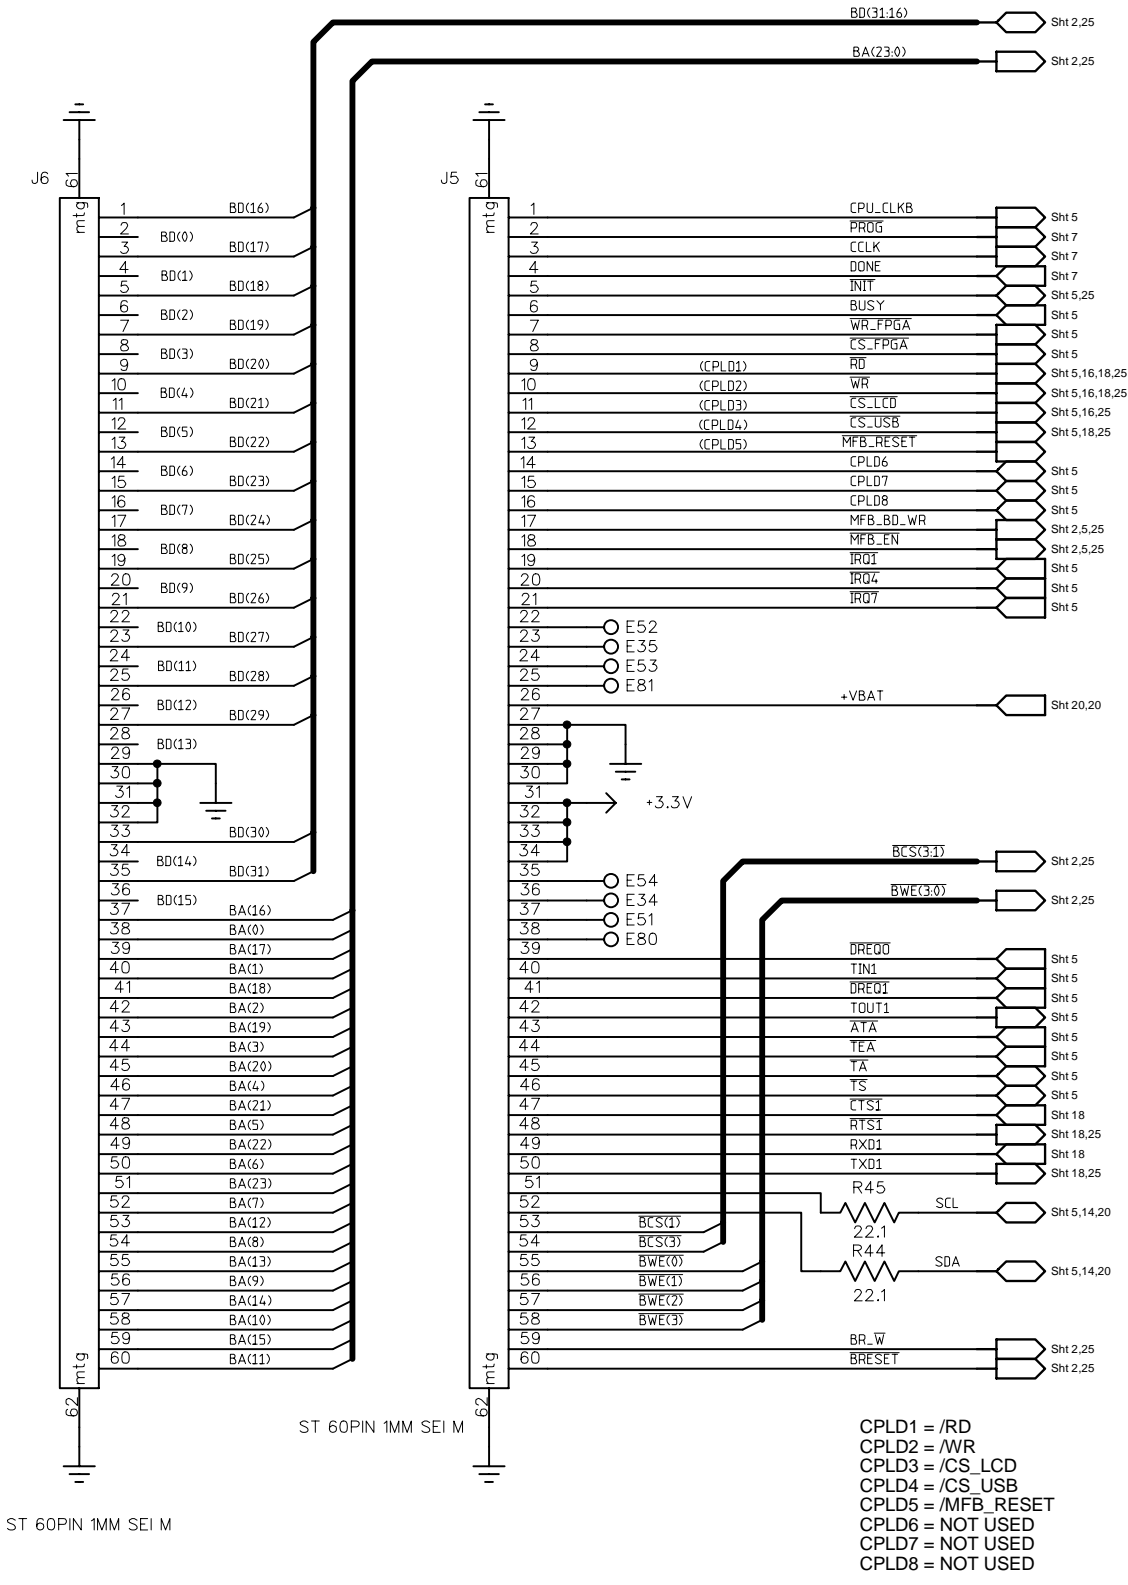 BD(31:16) Sht 2,25
BA(23:0) Sht 2,25
J6 61 mtg
1 BD(16)
2 BD(0)
3 BD(17)
4 BD(1)
5 BD(18)
6 BD(2)
7 BD(19)
8 BD(3)
9 BD(20)
10 BD(4)
11 BD(21)
12 BD(5)
13 BD(22)
14 BD(6)
15 BD(23)
16 BD(7)
17 BD(24)
18 BD(8)
19 BD(25)
20 BD(9)
21 BD(26)
22 BD(10)
23 BD(27)
24 BD(11)
25 BD(28)
26 BD(12)
27 BD(29)
28 BD(13)
29
30
31
32
33 BD(30)
34 BD(14)
35 BD(31)
36 BD(15)
37 BA(16)
38 BA(0)
39 BA(17)
40 BA(1)
41 BA(18)
42 BA(2)
43 BA(19)
44 BA(3)
45 BA(20)
46 BA(4)
47 BA(21)
48 BA(5)
49 BA(22)
50 BA(6)
51 BA(23)
52 BA(7)
53 BA(12)
54 BA(8)
55 BA(13)
56 BA(9)
57 BA(14)
58 BA(10)
59 BA(15)
60 BA(11)
mtg 62
ST 60PIN 1MM SEI M
J5 61 mtg
1 CPU_CLKB Sht 5
2 PROG Sht 7
3 CCLK Sht 7
4 DONE Sht 7
5 INIT Sht 5,25
6 BUSY Sht 5
7 WR_FPGA Sht 5
8 CS_FPGA Sht 5
9 (CPLD1) RD Sht 5,16,18,25
10 (CPLD2) WR Sht 5,16,18,25
11 (CPLD3) CS_LCD Sht 5,16,25
12 (CPLD4) CS_USB Sht 5,18,25
13 (CPLD5) MFB_RESET
14 CPLD6 Sht 5
15 CPLD7 Sht 5
16 CPLD8 Sht 5
17 MFB_BD_WR Sht 2,5,25
18 MFB_EN Sht 2,5,25
19 IRQ1 Sht 5
20 IRQ4 Sht 5
21 IRQ7 Sht 5
22 E52
23 E35
24 E53
25 E81
26 +VBAT Sht 20,20
27
28
29
30
31 +3.3V
32
33
34
BCS(3:1) Sht 2,25
35 E54
36 E34
BWE(3:0) Sht 2,25
37 E51
38 E80
39 DREQ0 Sht 5
40 TIN1 Sht 5
41 DREQ1 Sht 5
42 TOUT1 Sht 5
43 ATA Sht 5
44 TEA Sht 5
45 TA Sht 5
46 TS Sht 5
47 CTS1 Sht 18
48 RTS1 Sht 18,25
49 RXD1 Sht 18
50 TXD1 Sht 18,25
51 R45 22.1 SCL Sht 5,14,20
52 R44 22.1 SDA Sht 5,14,20
53 BCS(1)
54 BCS(3)
55 BWE(0)
56 BWE(1)
57 BWE(2)
58 BWE(3)
59 BR_W Sht 2,25
60 BRESET Sht 2,25
mtg 62
ST 60PIN 1MM SEI M
CPLD1 = /RD
CPLD2 = /WR
CPLD3 = /CS_LCD
CPLD4 = /CS_USB
CPLD5 = /MFB_RESET
CPLD6 = NOT USED
CPLD7 = NOT USED
CPLD8 = NOT USED